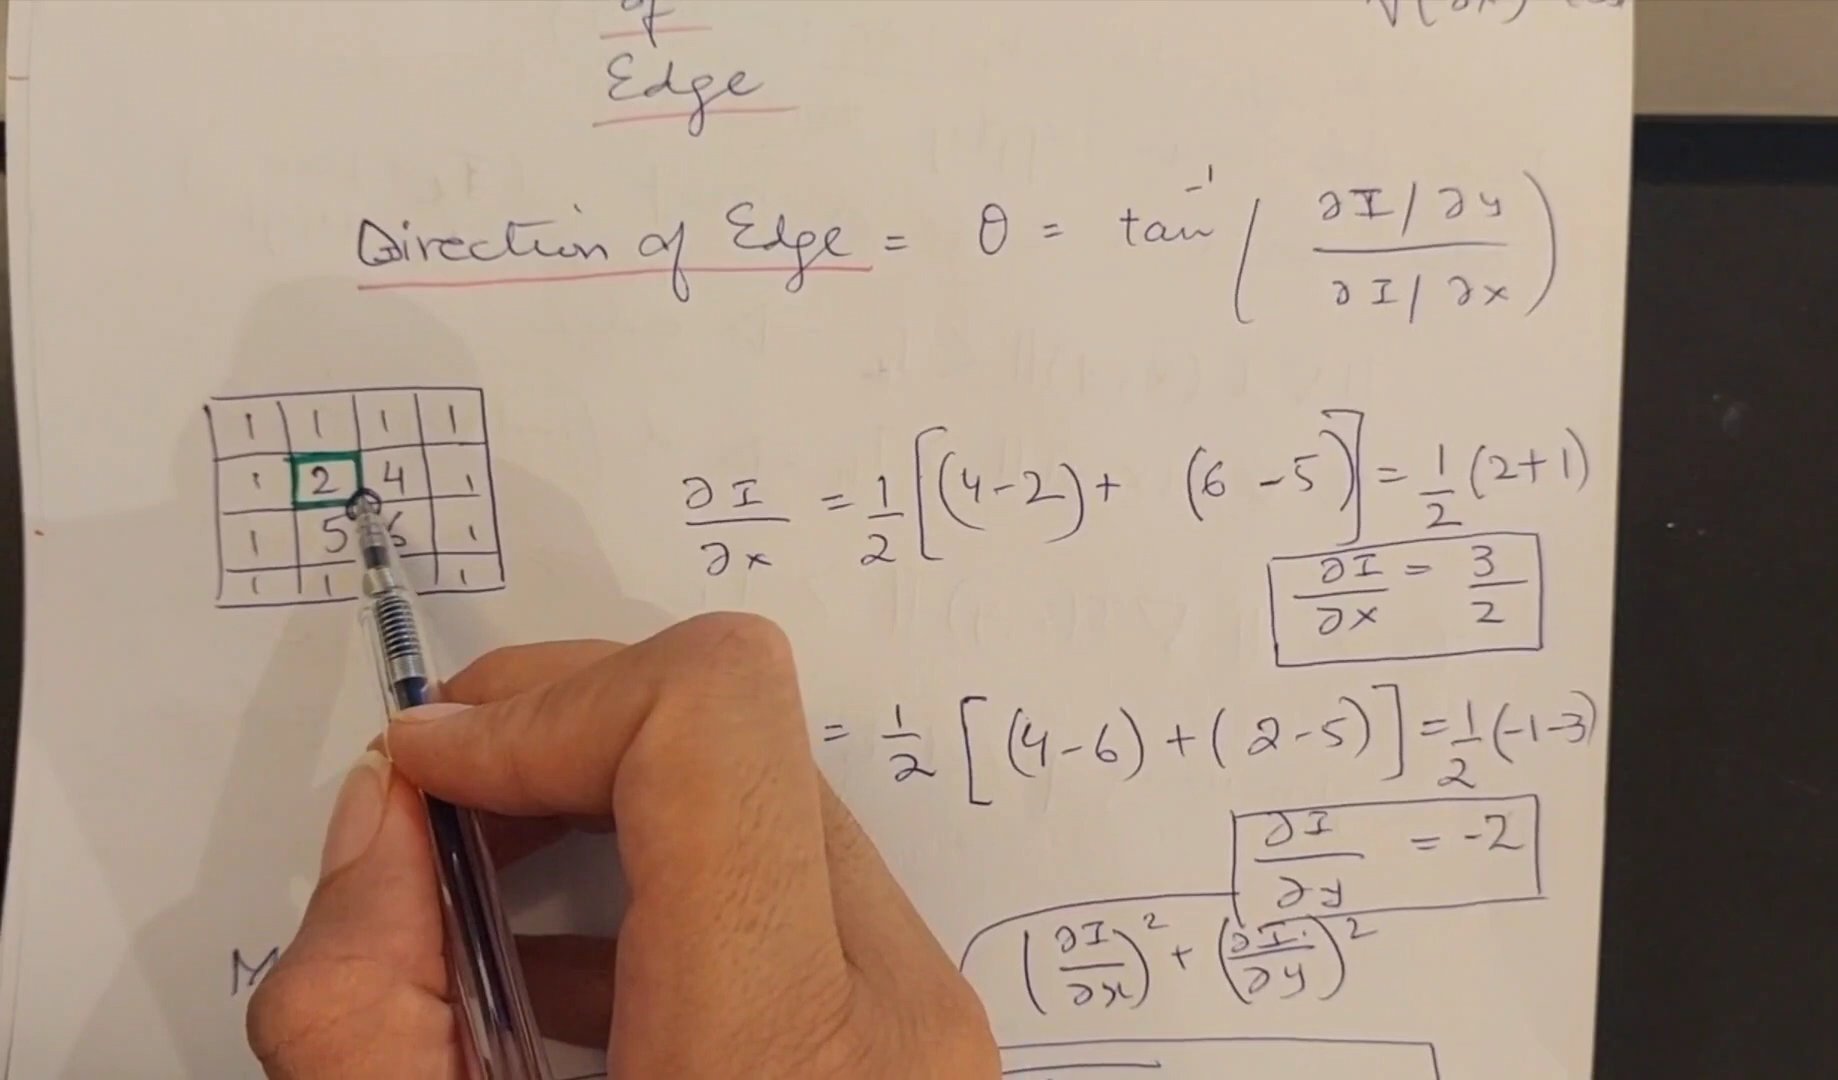 of
Edge
Direction of Edge = θ = tan⁻¹ ( ∂I/∂y / ∂I/∂x )
1 1 1 1
1 2 4 1
1 5 6 1
1 1 1
∂I/∂x = 1/2 [(4-2)+ (6-5)] = 1/2 (2+1)
∂I/∂x = 3/2
= 1/2 [(4-6)+(2-5)] = 1/2 (-1-3)
∂I/∂y = -2
(∂I/∂x)² + (∂I/∂y)²